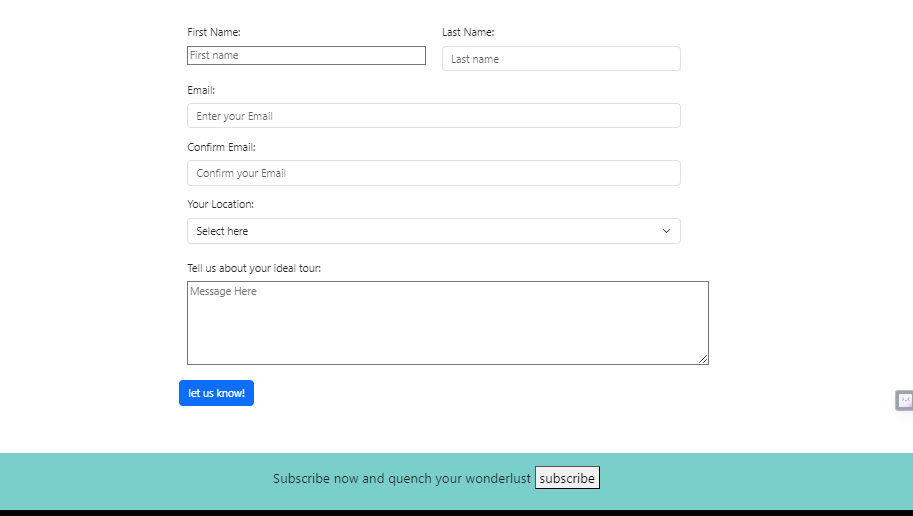 First Name: Last Name:
First name Last name
Email:
Enter your Email
Confirm Email:
Confirm your Email
Your Location:
Select here
Tell us about your ideal tour:
Message Here
let us know!
Subscribe now and quench your wonderlust subscribe